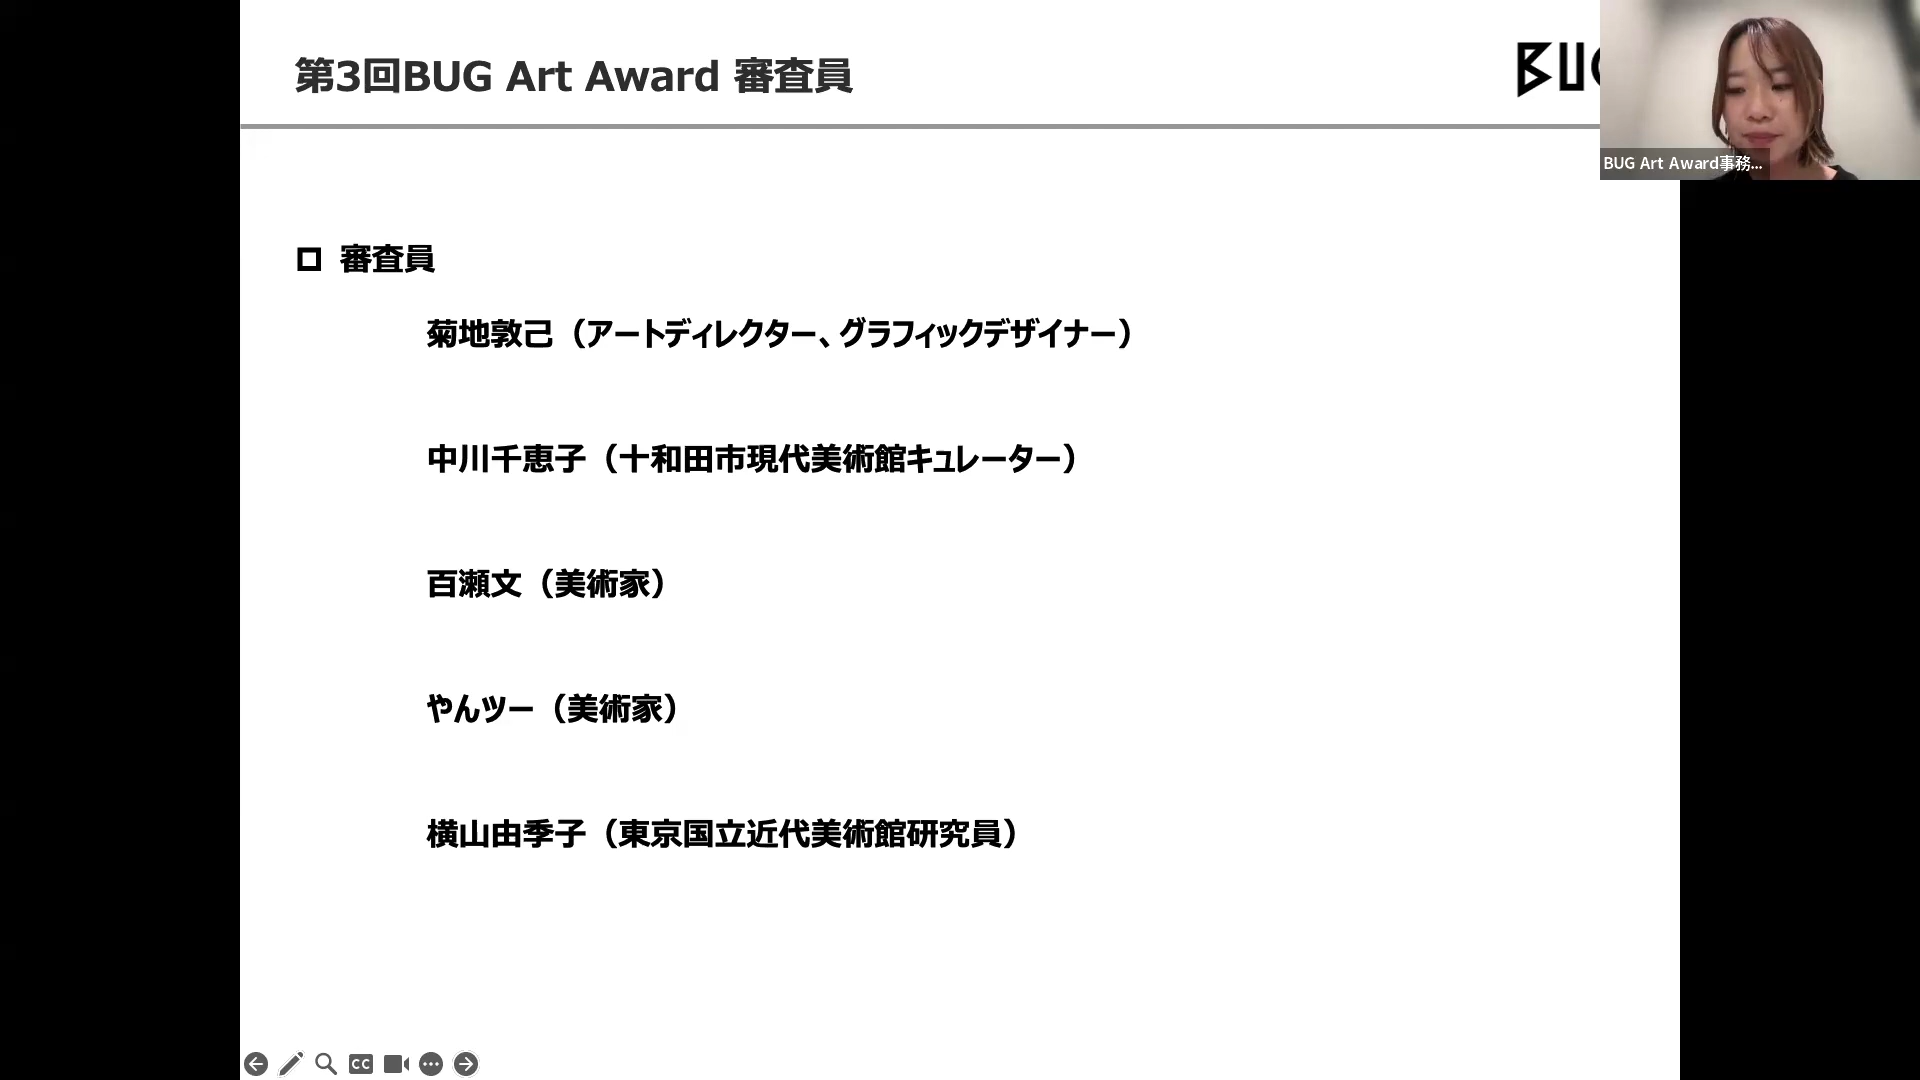 第3回BUG Art Award 審査員
BUG
BUG Art Award事務...
審査員
菊地敦己（アートディレクター、グラフィックデザイナー）
中川千恵子（十和田市現代美術館キュレーター）
百瀬文（美術家）
やんツー（美術家）
横山由季子（東京国立近代美術館研究員）
CC